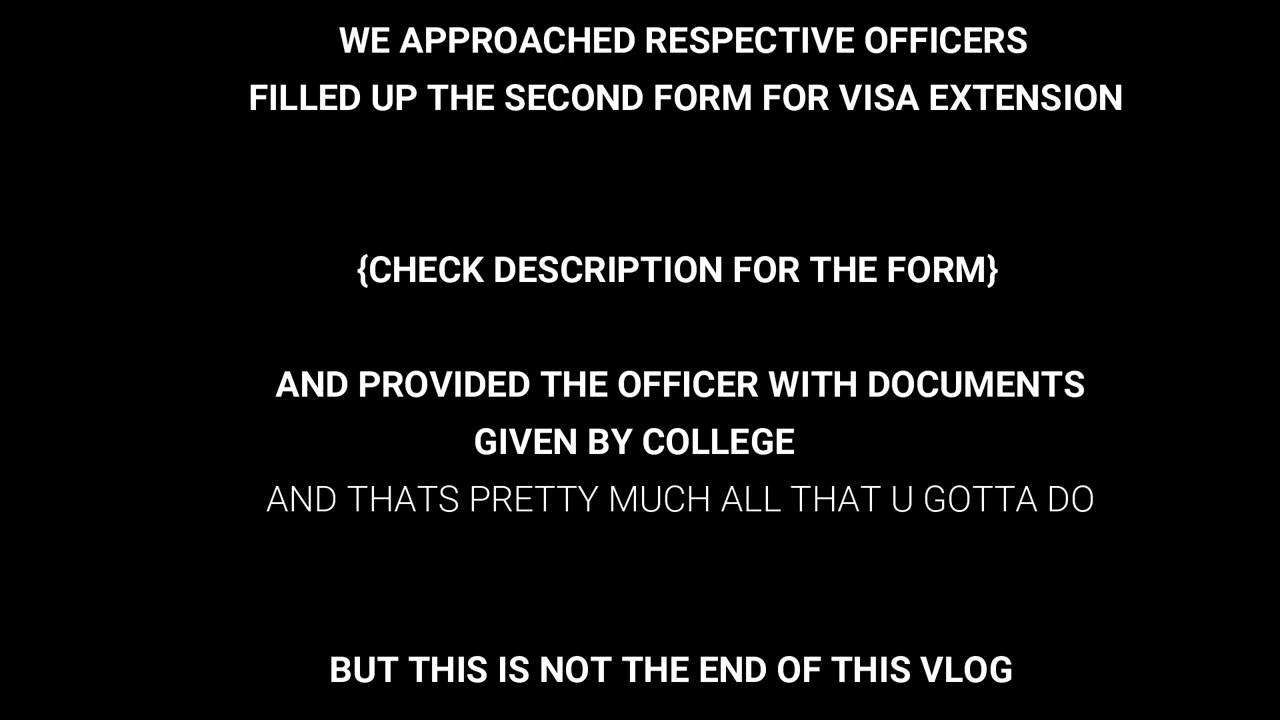 WE APPROACHED RESPECTIVE OFFICERS
FILLED UP THE SECOND FORM FOR VISA EXTENSION
{CHECK DESCRIPTION FOR THE FORM}
AND PROVIDED THE OFFICER WITH DOCUMENTS
GIVEN BY COLLEGE
AND THATS PRETTY MUCH ALL THAT U GOTTA DO
BUT THIS IS NOT THE END OF THIS VLOG